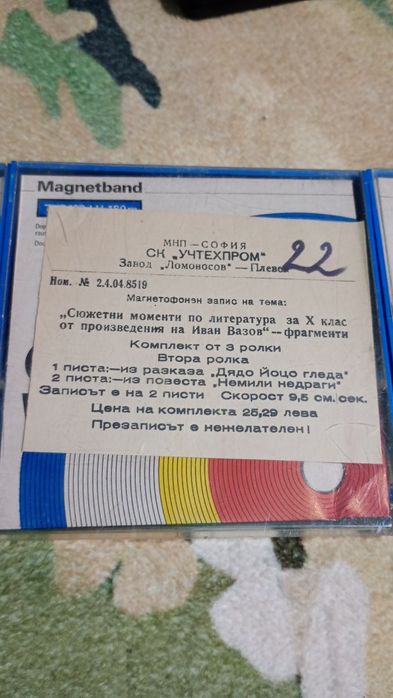 Magnetband
МНП — СОФИЯ
СК „УЧТЕХПРОМ"
Завод „Ломоносов" — Плевен
22
Ном. № 2.4.04.8519
Магнетофонен запис на тема:
„Сюжетни моменти по литература за X клас
от произведения на Иван Вазов" — фрагменти
Комплект от 3 ролки
Втора ролка
1 писта:—из разказа „Дядо Йоцо гледа"
2 писта:—из повеста „Немили недраги"
Записът е на 2 писти Скорост 9,5 см. сек.
Цена на комплекта 25,29 лева
Презаписът е нежелателен!